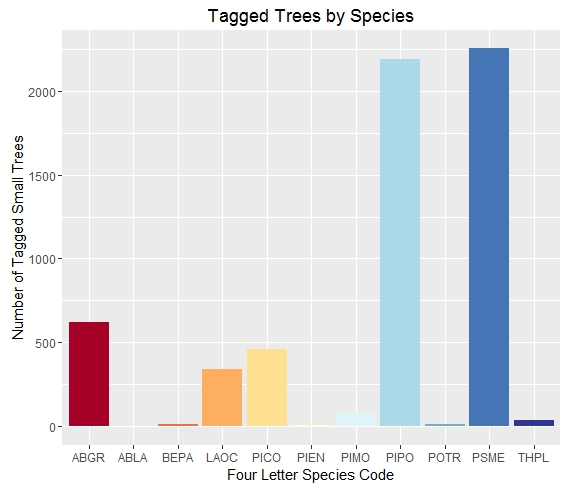 Tagged Trees by Species
Number of Tagged Small Trees
2000
1500
1000
500
0
ABGR ABLA BEPA LAOC PICO PIEN PIMO PIPO POTR PSME THPL
Four Letter Species Code